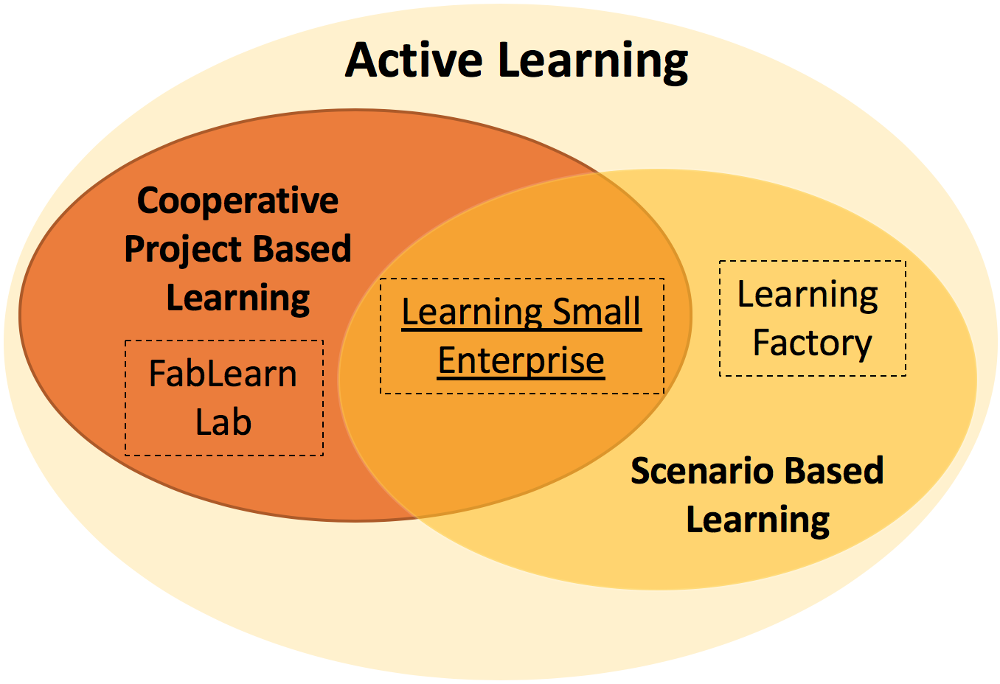 Active Learning
Cooperative
Project Based
Learning
FabLearn
Lab
Learning Small
Enterprise
Learning
Factory
Scenario Based
Learning